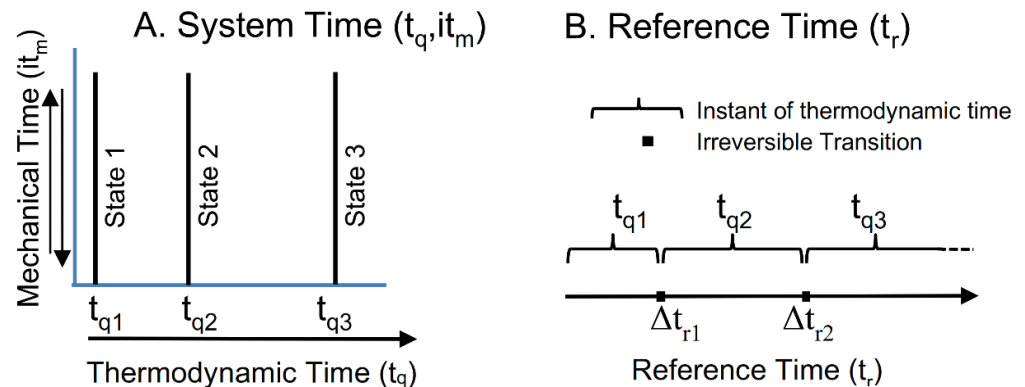 A. System Time (tq,itm)
Mechanical Time (itm)
State 1
State 2
State 3
tq1
tq2
tq3
Thermodynamic Time (tq)
B. Reference Time (tr)
Instant of thermodynamic time
Irreversible Transition
tq1
tq2
tq3
Δtr1
Δtr2
Reference Time (tr)